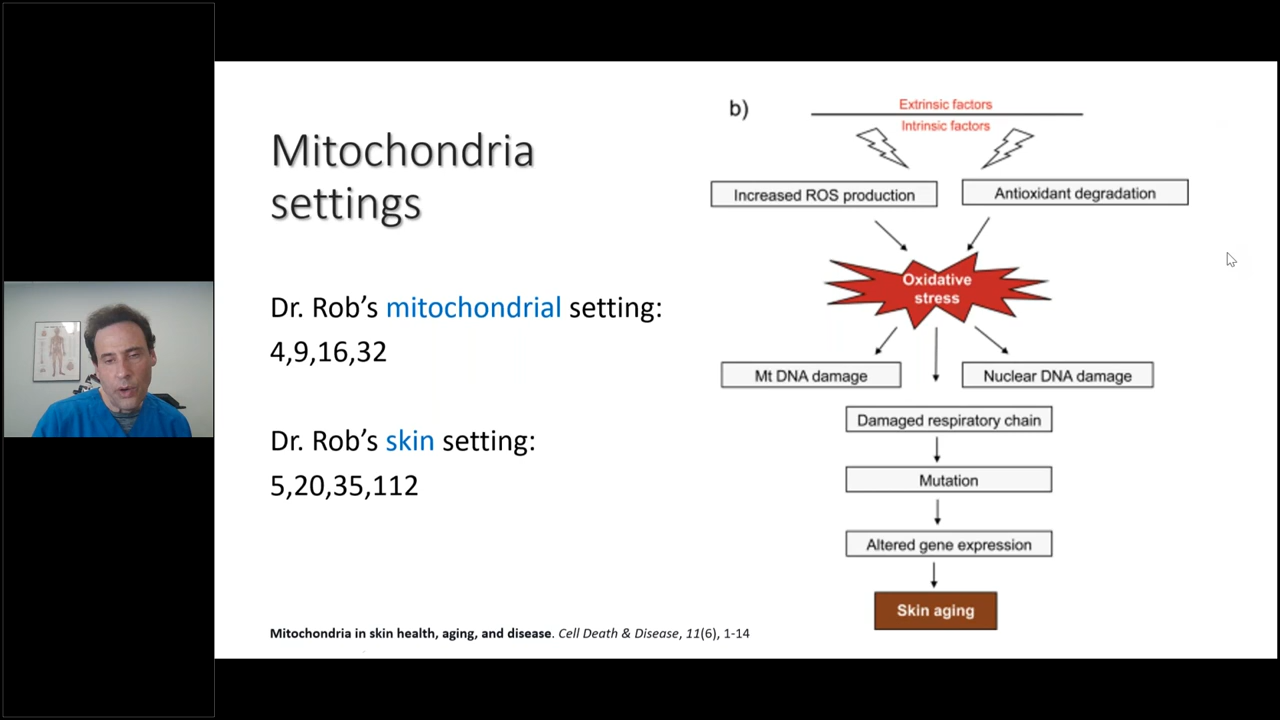 Mitochondria
settings
Dr. Rob’s mitochondrial setting:
4,9,16,32
Dr. Rob’s skin setting:
5,20,35,112
b)
Extrinsic factors
Intrinsic factors
Increased ROS production
Antioxidant degradation
Oxidative
stress
Mt DNA damage
Nuclear DNA damage
Damaged respiratory chain
Mutation
Altered gene expression
Skin aging
Mitochondria in skin health, aging, and disease. Cell Death & Disease, 11(6), 1-14